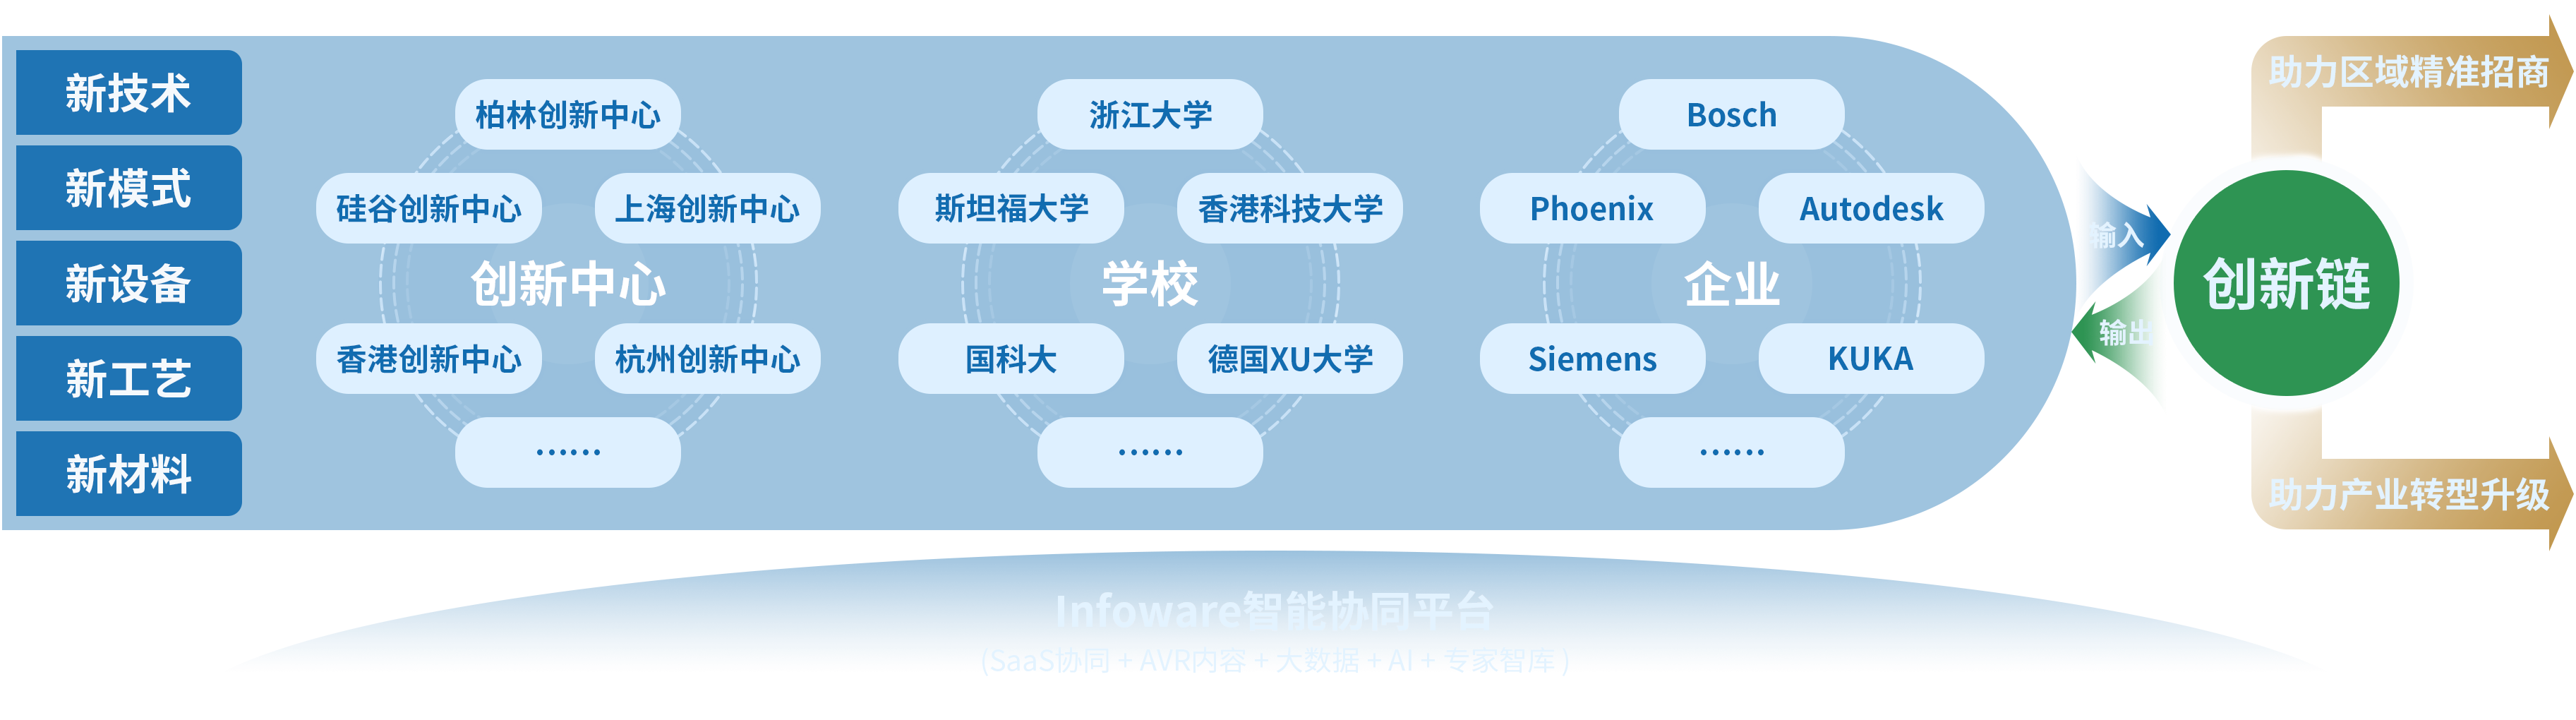 新技术
新模式
新设备
新工艺
新材料
柏林创新中心
硅谷创新中心
上海创新中心
创新中心
香港创新中心
杭州创新中心
……
浙江大学
斯坦福大学
香港科技大学
学校
国科大
德国XU大学
……
Bosch
Phoenix
Autodesk
企业
Siemens
KUKA
……
输入
输出
创新链
助力区域精准招商
助力产业转型升级
Infoware智能协同平台
(SaaS协同 + AVR内容 + 大数据 + AI + 专家智库 )